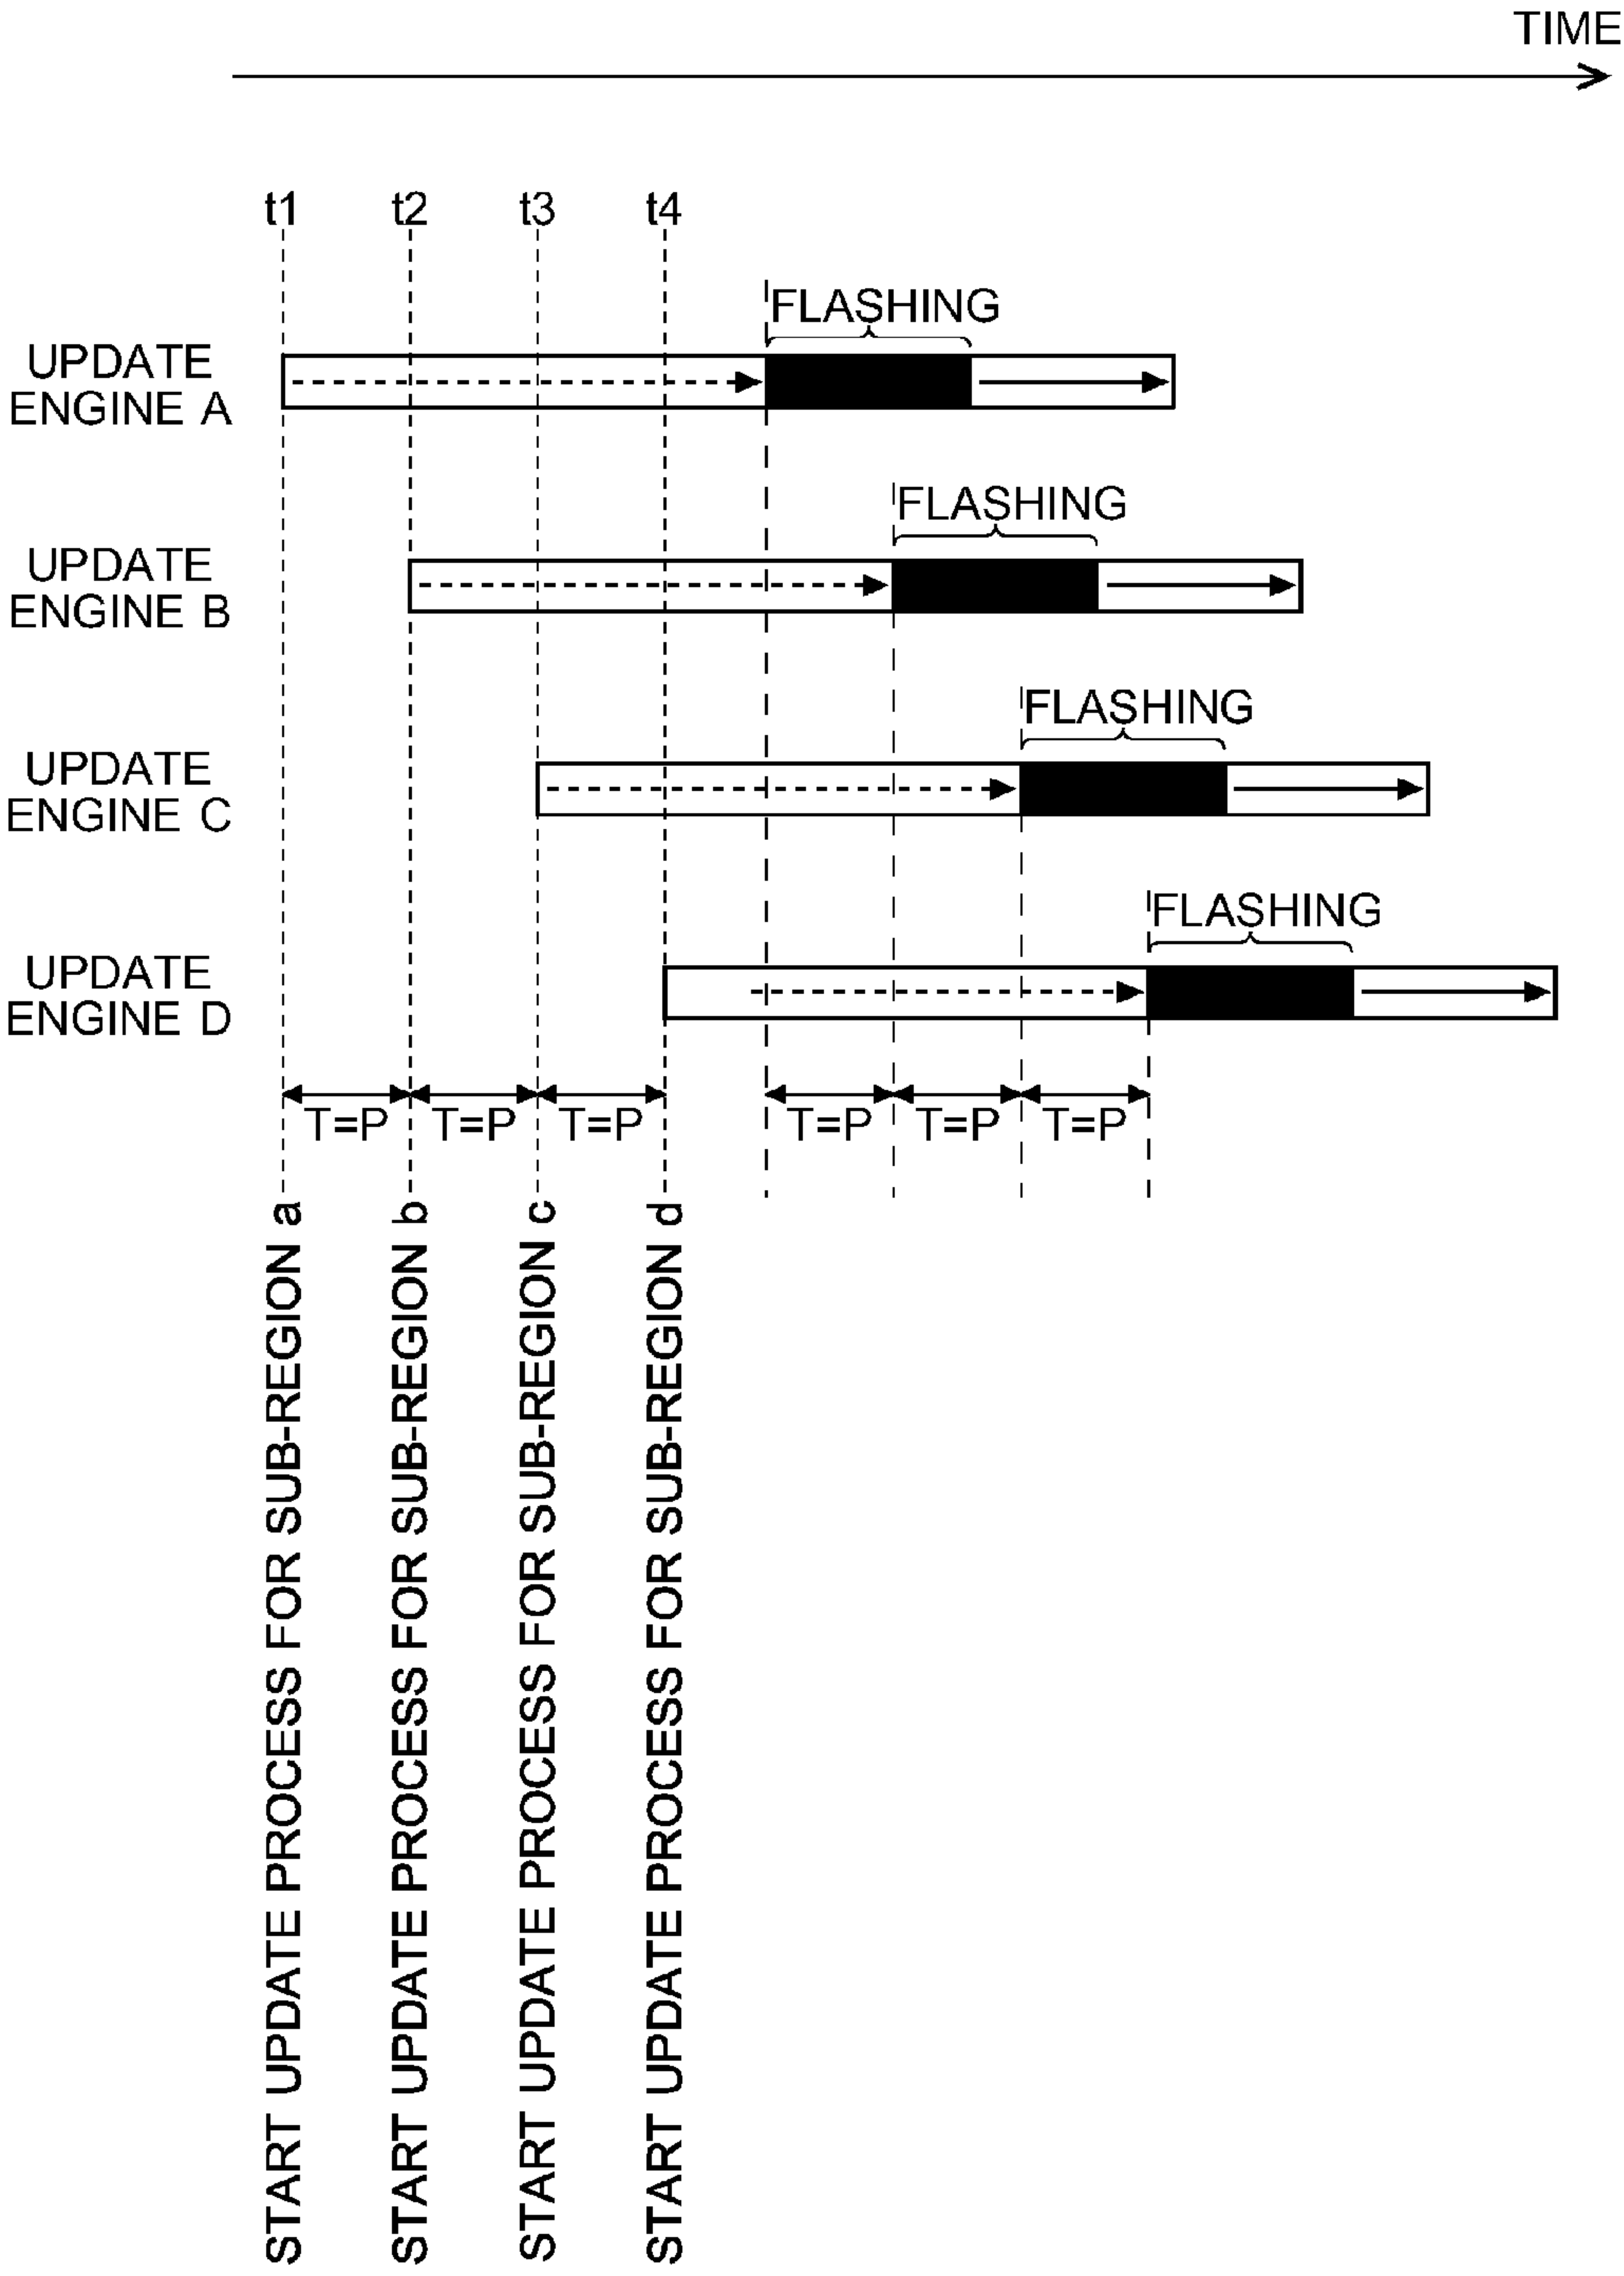 TIME
t1 t2 t3 t4
FLASHING
UPDATE
ENGINE A
FLASHING
UPDATE
ENGINE B
FLASHING
UPDATE
ENGINE C
FLASHING
UPDATE
ENGINE D
T=P T=P T=P T=P T=P T=P
START UPDATE PROCESS FOR SUB-REGION a
START UPDATE PROCESS FOR SUB-REGION b
START UPDATE PROCESS FOR SUB-REGION c
START UPDATE PROCESS FOR SUB-REGION d